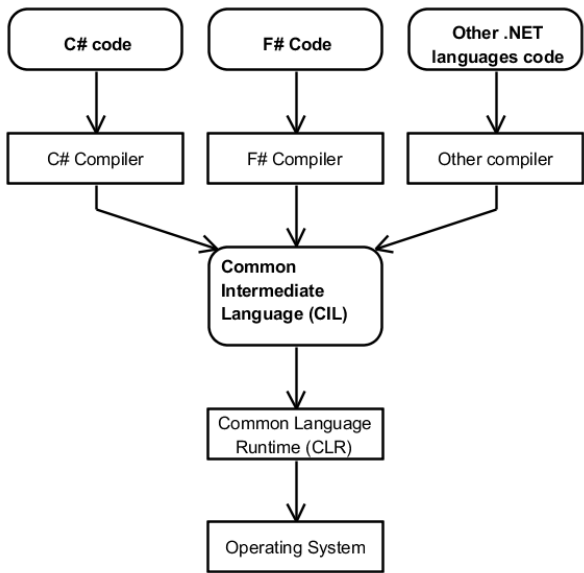 C# code
F# Code
Other .NET
languages code
C# Compiler
F# Compiler
Other compiler
Common
Intermediate
Language (CIL)
Common Language
Runtime (CLR)
Operating System